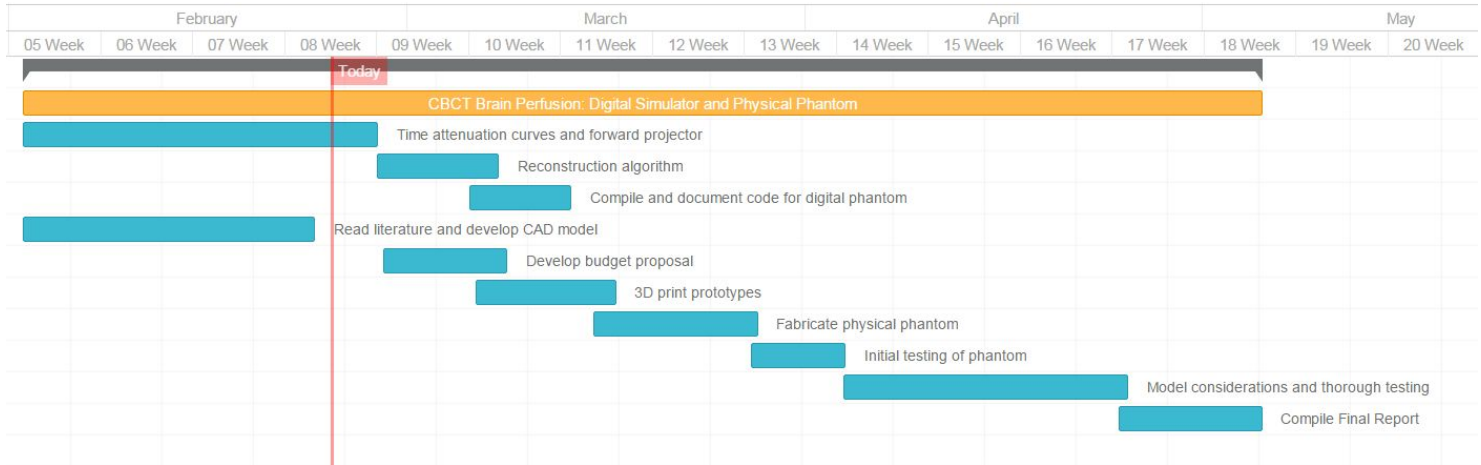 February March April May
05 Week 06 Week 07 Week 08 Week 09 Week 10 Week 11 Week 12 Week 13 Week 14 Week 15 Week 16 Week 17 Week 18 Week 19 Week 20 Week
Today
CBCT Brain Perfusion: Digital Simulator and Physical Phantom
Time attenuation curves and forward projector
Reconstruction algorithm
Compile and document code for digital phantom
Read literature and develop CAD model
Develop budget proposal
3D print prototypes
Fabricate physical phantom
Initial testing of phantom
Model considerations and thorough testing
Compile Final Report